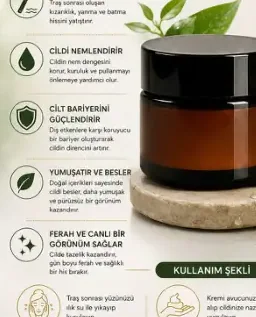 Traş sonrası oluşan
kızarıklık, yanma ve batma
hissini yatıştırır.
CİLDİ NEMLENDİRİR
Cildin nem dengesini
korur, kuruluk ve pullanmayı
önlemeye yardımcı olur.
CİLT BARİYERİNİ
GÜÇLENDİRİR
Dış etkenlere karşı koruyucu
bir bariyer oluşturarak
cildin direncini artırır.
YUMUŞATIR VE BESLER
Doğal içerikleri sayesinde
cildi besler, daha yumuşak
ve pürüzsüz bir görünüm
kazandırır.
FERAH VE CANLI BİR
GÖRÜNÜM SAĞLAR
Cilde tazelik kazandırır,
gün boyu ferah ve sağlıklı
bir his bırakır.
KULLANIM ŞEKLİ
Traş sonrası yüzünüzü
ılık su ile yıkayıp
Kremi avucunuza
alıp cildinize